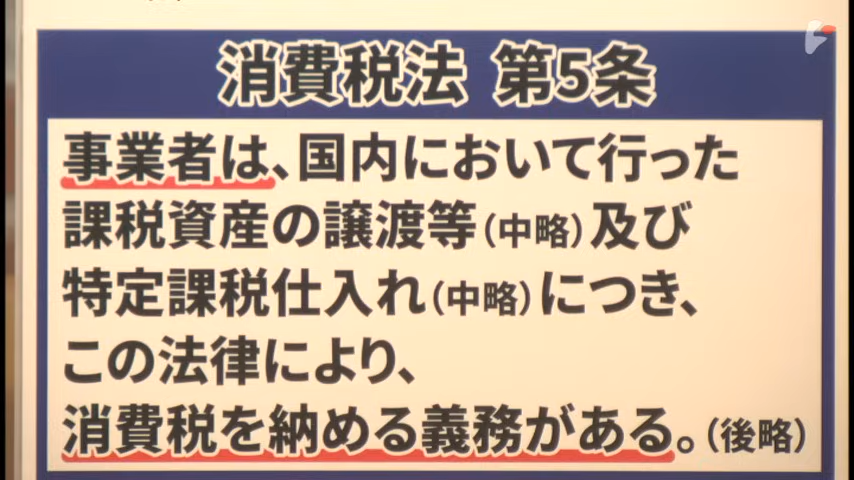 消費税法 第5条
事業者は、国内において行った
課税資産の譲渡等(中略)及び
特定課税仕入れ(中略)につき、
この法律により、
消費税を納める義務がある。(後略)